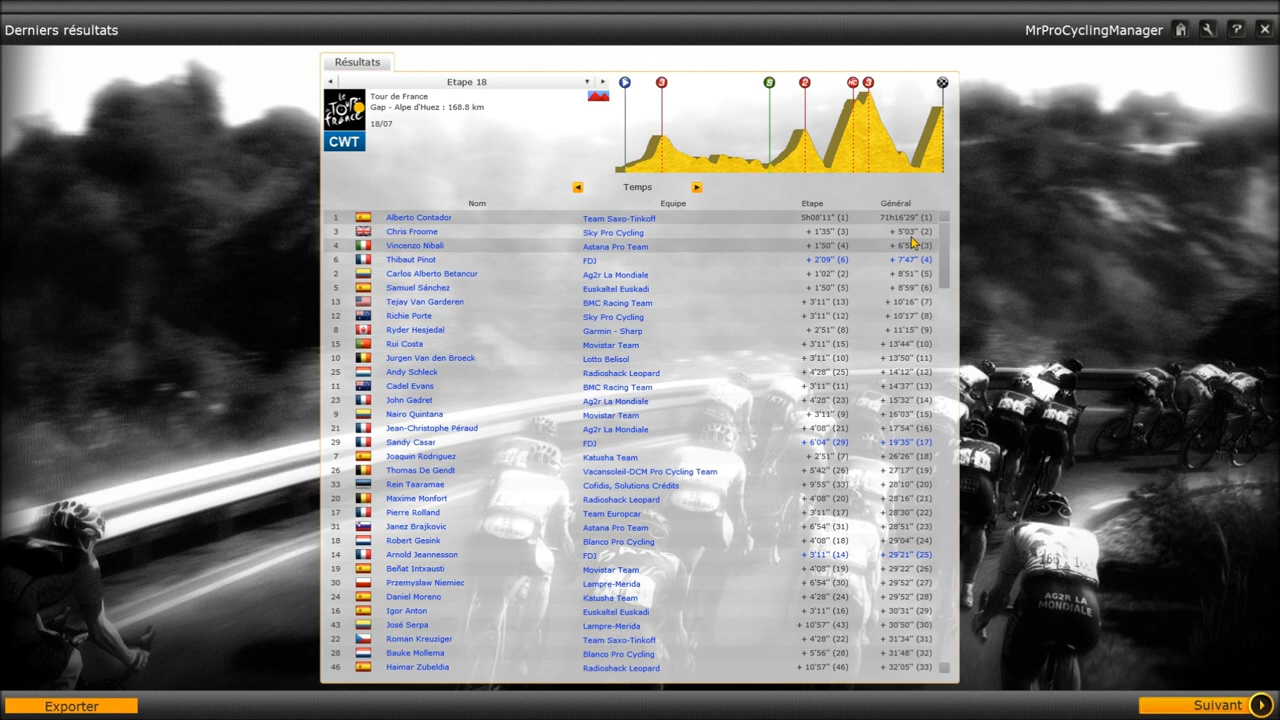 Derniers résultats
MrProCyclingManager
?
Résultats
Etape 18
3 S 2 HC 3
le TOUR de france
Tour de France
Gap - Alpe d'Huez : 168.8 km
18/07
CWT
Temps
Nom Equipe Etape Général
1 Alberto Contador Team Saxo-Tinkoff 5h08'11" (1) 71h16'29" (1)
3 Chris Froome Sky Pro Cycling + 1'35" (3) + 5'03" (2)
4 Vincenzo Nibali Astana Pro Team + 1'50" (4) (3)
6 Thibaut Pinot FDJ + 2'09" (6) + 7'47" (4)
2 Carlos Alberto Betancur Ag2r La Mondiale + 1'02" (2) + 8'51" (5)
5 Samuel Sánchez Euskaltel Euskadi + 1'50" (5) + 8'59" (6)
13 Tejay Van Garderen BMC Racing Team + 3'11" (13) + 10'16" (7)
12 Richie Porte Sky Pro Cycling + 3'11" (12) + 10'17" (8)
8 Ryder Hesjedal Garmin - Sharp + 2'51" (8) + 11'15" (9)
15 Rui Costa Movistar Team + 3'11" (15) + 13'44" (10)
10 Jurgen Van den Broeck Lotto Belisol + 3'11" (10) + 13'50" (11)
25 Andy Schleck Radioshack Leopard + 4'28" (25) + 14'12" (12)
11 Cadel Evans BMC Racing Team + 3'11" (11) + 14'37" (13)
23 John Gadret Ag2r La Mondiale + 4'28" (23) + 15'32" (14)
9 Nairo Quintana Movistar Team + 3'11" (9) + 16'03" (15)
21 Jean-Christophe Péraud Ag2r La Mondiale + 4'08" (21) + 17'54" (16)
29 Sandy Casar FDJ + 6'04" (29) + 19'35" (17)
7 Joaquin Rodriguez Katusha Team + 2'51" (7) + 26'26" (18)
26 Thomas De Gendt Vacansoleil-DCM Pro Cycling Team + 5'42" (26) + 27'17" (19)
33 Rein Taaramae Cofidis, Solutions Crédits + 9'55" (33) + 28'10" (20)
20 Maxime Monfort Radioshack Leopard + 4'08" (20) + 28'16" (21)
17 Pierre Rolland Team Europcar + 3'11" (17) + 28'30" (22)
31 Janez Brajkovic Astana Pro Team + 6'54" (31) + 28'51" (23)
18 Robert Gesink Blanco Pro Cycling + 4'08" (18) + 29'04" (24)
14 Arnold Jeannesson FDJ + 3'11" (14) + 29'21" (25)
19 Beñat Intxausti Movistar Team + 4'08" (19) + 29'22" (26)
30 Przemyslaw Niemiec Lampre-Merida + 6'54" (30) + 29'52" (27)
24 Daniel Moreno Katusha Team + 4'28" (24) + 29'52" (28)
16 Igor Anton Euskaltel Euskadi + 3'11" (16) + 30'31" (29)
43 José Serpa Lampre-Merida + 10'57" (43) + 30'50" (30)
22 Roman Kreuziger Team Saxo-Tinkoff + 4'28" (22) + 31'34" (31)
28 Bauke Mollema Blanco Pro Cycling + 5'56" (28) + 31'48" (32)
46 Haimar Zubeldia Radioshack Leopard + 10'57" (46) + 32'05" (33)
AG2R LA
MONDIALE
Exporter
Suivant